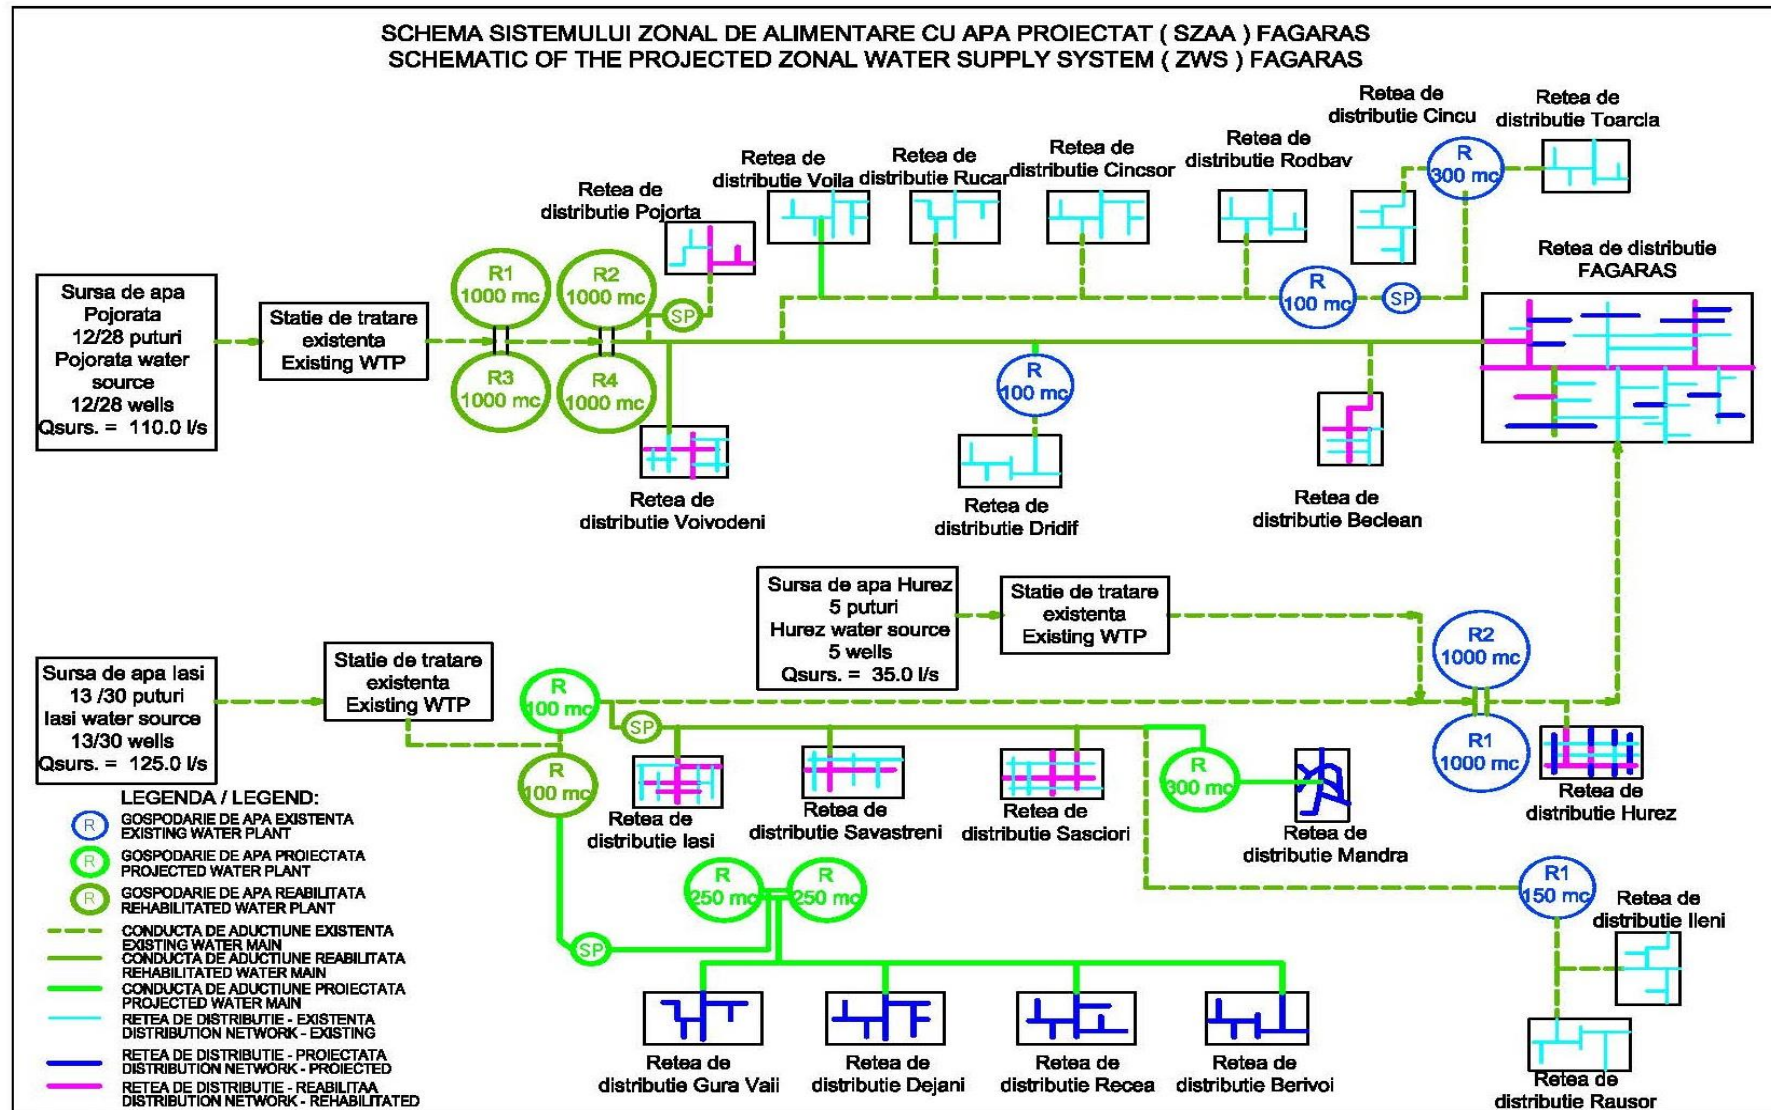 SCHEMA SISTEMULUI ZONAL DE ALIMENTARE CU APA PROIECTAT ( SZAA ) FAGARAS
SCHEMATIC OF THE PROJECTED ZONAL WATER SUPPLY SYSTEM ( ZWS ) FAGARAS
Retea de
distributie Pojorta
Retea de
distributie Voila
Retea de
distributie Rucar
Retea de
distributie Cincsor
Retea de
distributie Rodbav
Retea de
distributie Cincu
Retea de
distributie Toarcla
R
300 mc
Retea de distributie
FAGARAS
Sursa de apa
Pojorata
12/28 puturi
Pojorata water
source
12/28 wells
Qsurs. = 110.0 l/s
Statie de tratare
existenta
Existing WTP
R1
1000 mc
R2
1000 mc
R3
1000 mc
R4
1000 mc
SP
R
100 mc
SP
R
100 mc
Retea de
distributie Voivodeni
Retea de
distributie Dridif
Retea de
distributie Beclean
Sursa de apa Hurez
5 puturi
Hurez water source
5 wells
Qsurs. = 35.0 l/s
Statie de tratare
existenta
Existing WTP
R2
1000 mc
R1
1000 mc
Retea de
distributie Hurez
Sursa de apa Iasi
13 /30 puturi
Iasi water source
13/30 wells
Qsurs. = 125.0 l/s
Statie de tratare
existenta
Existing WTP
R
100 mc
SP
R
100 mc
Retea de
distributie Iasi
Retea de
distributie Savastreni
Retea de
distributie Sasciori
R
300 mc
Retea de
distributie Mandra
R
250 mc
R
250 mc
SP
R1
150 mc
Retea de
distributie Ileni
Retea de
distributie Rausor
Retea de
distributie Gura Vaii
Retea de
distributie Dejani
Retea de
distributie Recea
Retea de
distributie Berivoi
LEGENDA / LEGEND:
R
GOSPODARIE DE APA EXISTENTA
EXISTING WATER PLANT
R
GOSPODARIE DE APA PROIECTATA
PROJECTED WATER PLANT
R
GOSPODARIE DE APA REABILITATA
REHABILITATED WATER PLANT
CONDUCTA DE ADUCTIUNE EXISTENTA
EXISTING WATER MAIN
CONDUCTA DE ADUCTIUNE REABILITATA
REHABILITATED WATER MAIN
CONDUCTA DE ADUCTIUNE PROIECTATA
PROJECTED WATER MAIN
RETEA DE DISTRIBUTIE - EXISTENTA
DISTRIBUTION NETWORK - EXISTING
RETEA DE DISTRIBUTIE - PROIECTATA
DISTRIBUTION NETWORK - PROJECTED
RETEA DE DISTRIBUTIE - REABILITAA
DISTRIBUTION NETWORK - REHABILITATED